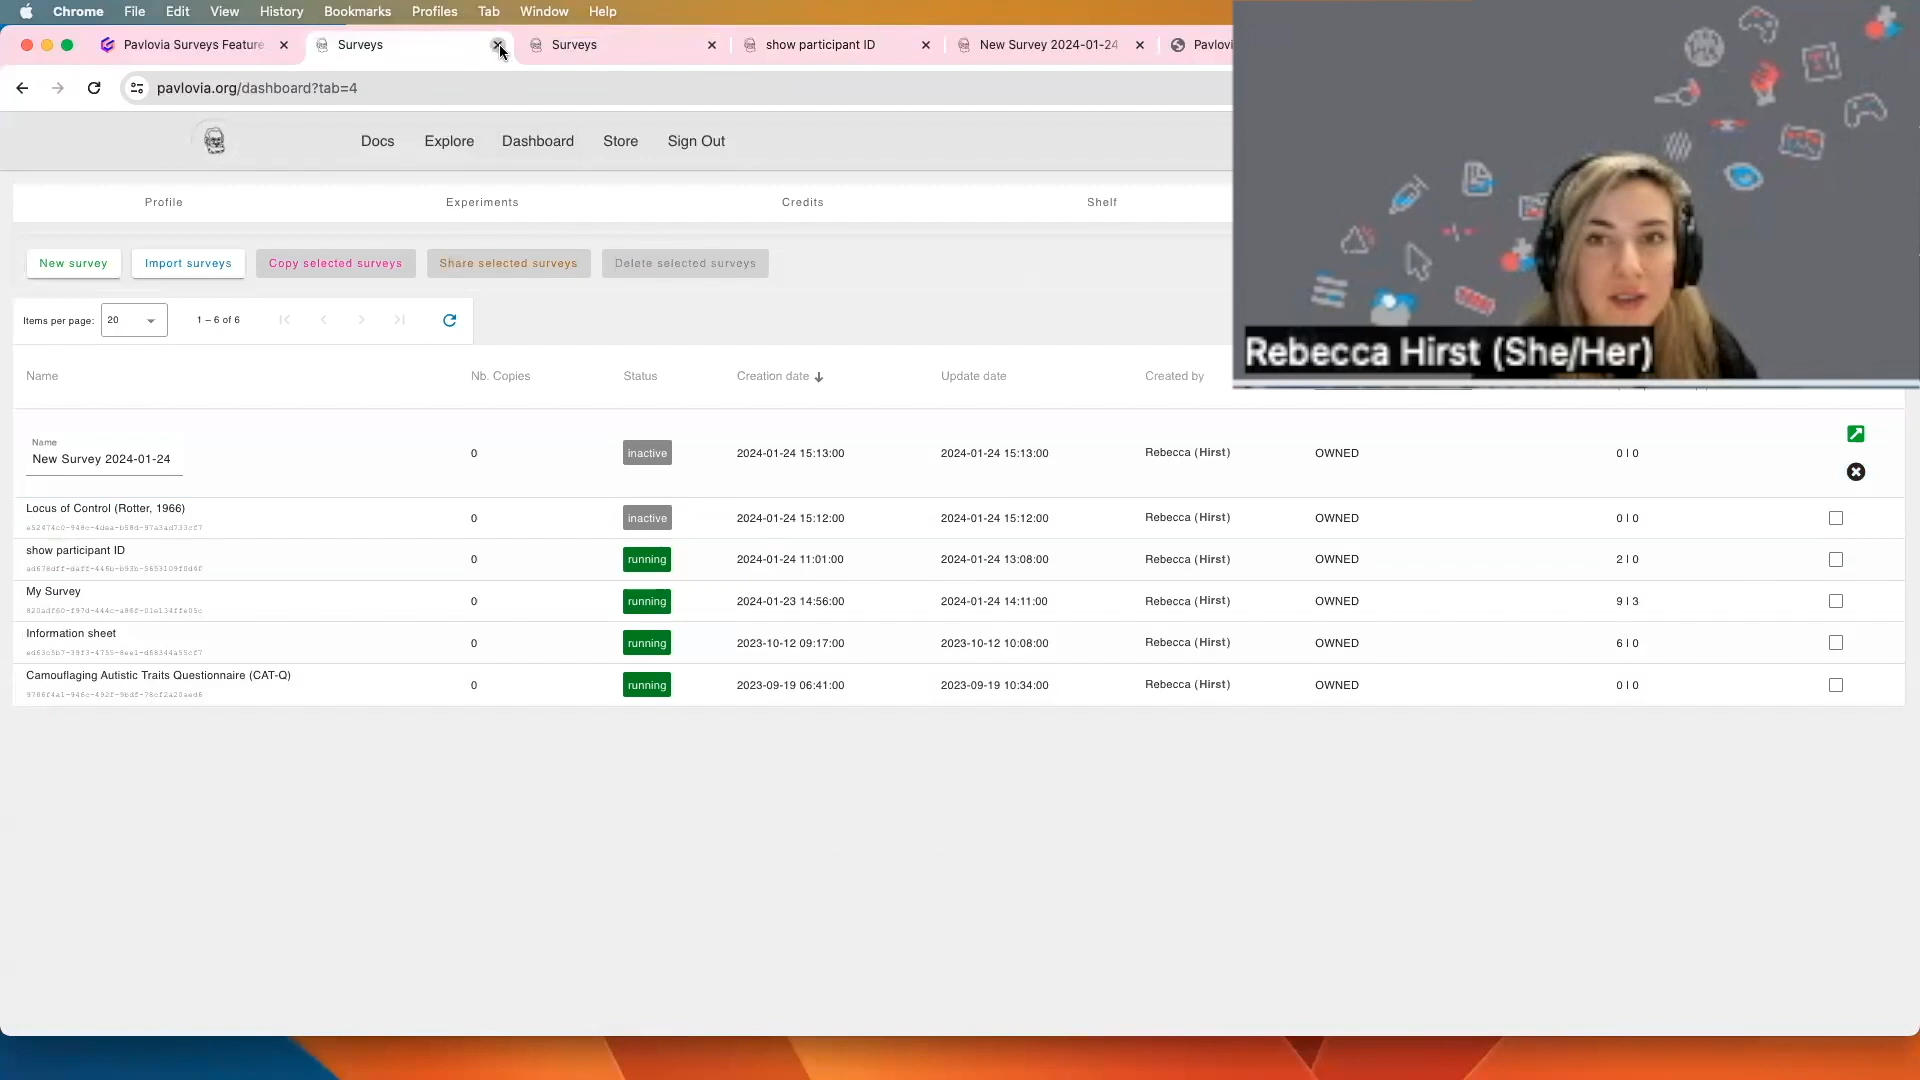 Chrome File Edit View History Bookmarks Profiles Tab Window Help
Pavlovia Surveys Feature Surveys Surveys show participant ID New Survey 2024-01-24 Pavlovi
pavlovia.org/dashboard?tab=4
Docs Explore Dashboard Store Sign Out
Profile Experiments Credits Shelf
New survey Import surveys Copy selected surveys Share selected surveys Delete selected surveys
Items per page: 20 1 – 6 of 6
Rebecca Hirst (She/Her)
Name Nb. Copies Status Creation date Update date Created by
Name
New Survey 2024-01-24 0 inactive 2024-01-24 15:13:00 2024-01-24 15:13:00 Rebecca (Hirst) OWNED 0 | 0
Locus of Control (Rotter, 1966)
0 inactive 2024-01-24 15:12:00 2024-01-24 15:12:00 Rebecca (Hirst) OWNED 0 | 0
show participant ID
0 running 2024-01-24 11:01:00 2024-01-24 13:08:00 Rebecca (Hirst) OWNED 2 | 0
My Survey
0 running 2024-01-23 14:56:00 2024-01-24 14:11:00 Rebecca (Hirst) OWNED 9 | 3
Information sheet
0 running 2023-10-12 09:17:00 2023-10-12 10:08:00 Rebecca (Hirst) OWNED 6 | 0
Camouflaging Autistic Traits Questionnaire (CAT-Q)
0 running 2023-09-19 06:41:00 2023-09-19 10:34:00 Rebecca (Hirst) OWNED 0 | 0